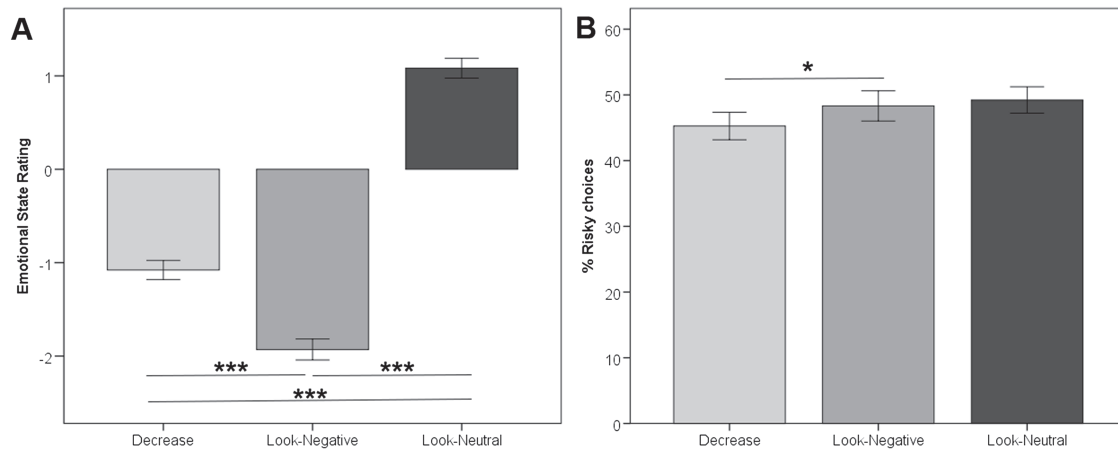 A
Emotional State Rating
1
0
-1
-2
***
***
***
Decrease
Look-Negative
Look-Neutral
B
% Risky choices
60
50
40
30
20
10
0
*
Decrease
Look-Negative
Look-Neutral